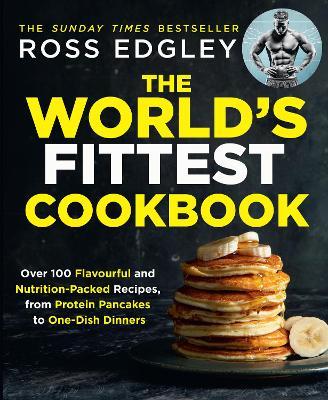 THE SUNDAY TIMES BESTSELLER
ROSS EDGLEY
THE
WORLD'S
FITTEST
COOKBOOK
Over 100 Flavourful and
Nutrition-Packed Recipes,
from Protein Pancakes
to One-Dish Dinners